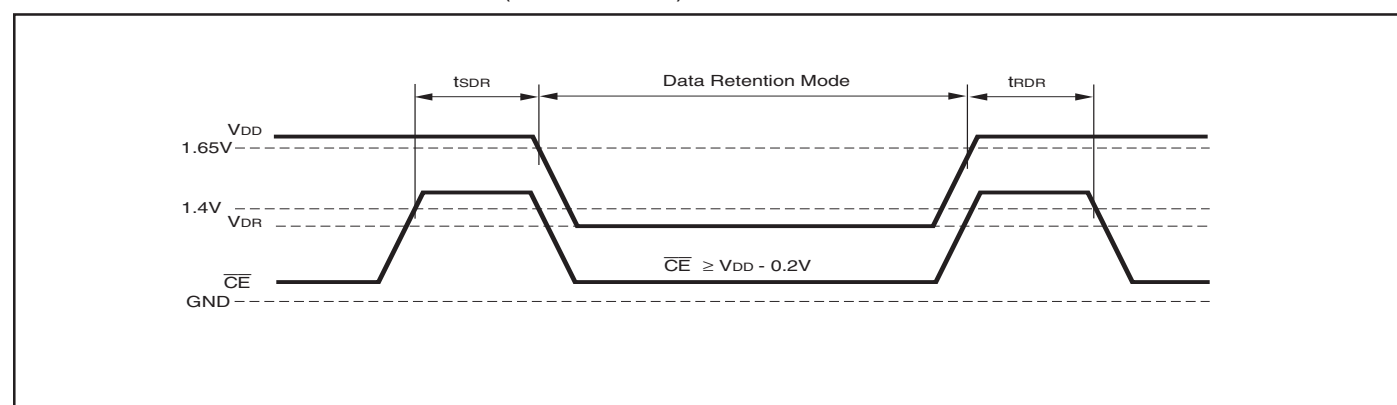 tSDR Data Retention Mode tRDR
VDD
1.65V
1.4V
VDR
CE ≥ VDD - 0.2V
CE
GND